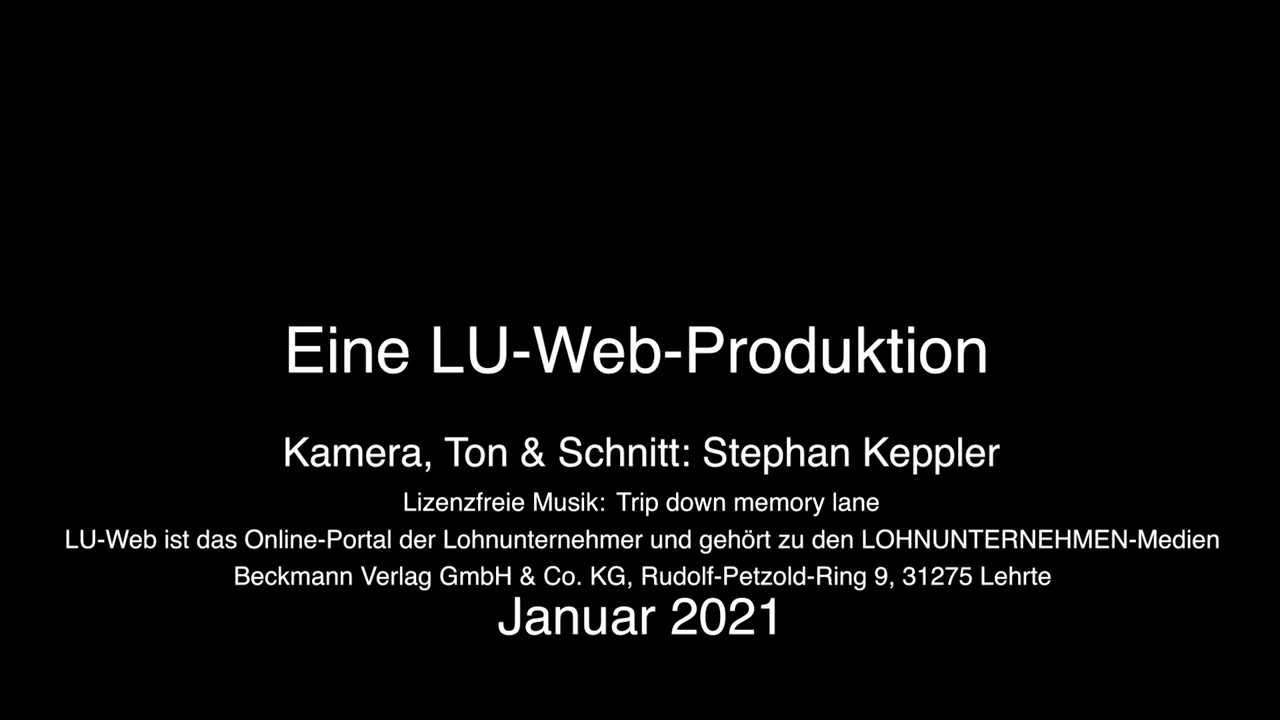 Eine LU-Web-Produktion
Kamera, Ton & Schnitt: Stephan Keppler
Lizenzfreie Musik: Trip down memory lane
LU-Web ist das Online-Portal der Lohnunternehmer und gehört zu den LOHNUNTERNEHMEN-Medien
Beckmann Verlag GmbH & Co. KG, Rudolf-Petzold-Ring 9, 31275 Lehrte
Januar 2021